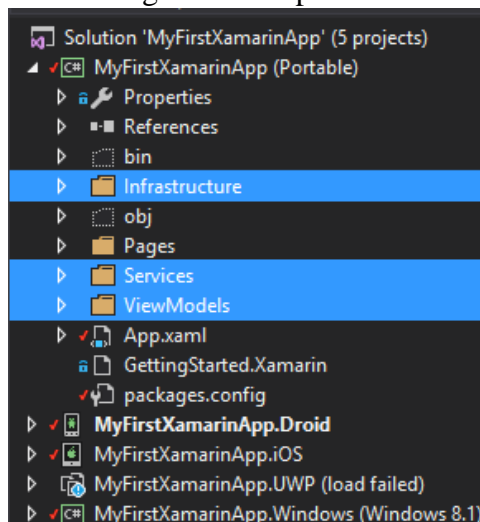 Solution 'MyFirstXamarinApp' (5 projects)
C# MyFirstXamarinApp (Portable)
Properties
References
bin
Infrastructure
obj
Pages
Services
ViewModels
App.xaml
GettingStarted.Xamarin
packages.config
MyFirstXamarinApp.Droid
MyFirstXamarinApp.iOS
MyFirstXamarinApp.UWP (load failed)
C# MyFirstXamarinApp.Windows (Windows 8.1)